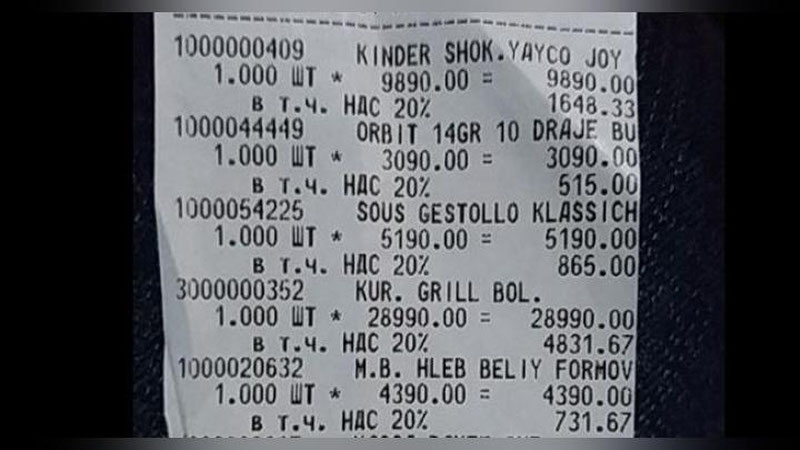 1000000409 KINDER SHOK.YAYCO JOY
1.000 ШТ * 9890.00 = 9890.00
В Т.Ч. НДС 20% 1648.33
1000044449 ORBIT 14GR 10 DRAJE BU
1.000 ШТ * 3090.00 = 3090.00
В Т.Ч. НДС 20% 515.00
1000054225 SOUS GESTOLLO KLASSICH
1.000 ШТ * 5190.00 = 5190.00
В Т.Ч. НДС 20% 865.00
3000000352 KUR. GRILL BOL.
1.000 ШТ * 28990.00 = 28990.00
В Т.Ч. НДС 20% 4831.67
1000020632 M.B. HLEB BELIY FORMOV
1.000 ШТ * 4390.00 = 4390.00
В Т.Ч. НДС 20% 731.67